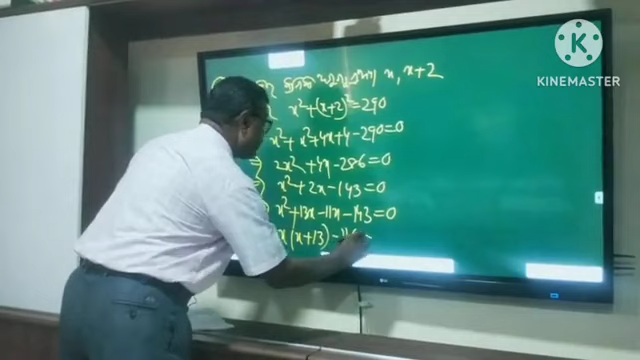 x, x+2
x²+(x+2)²=290
x²+x²+4x+4-290=0
⇒ 2x²+4x-286=0
⇒ x²+2x-143=0
x²+13x-11x-143=0
x(x+13)-11(
KINEMASTER
LG